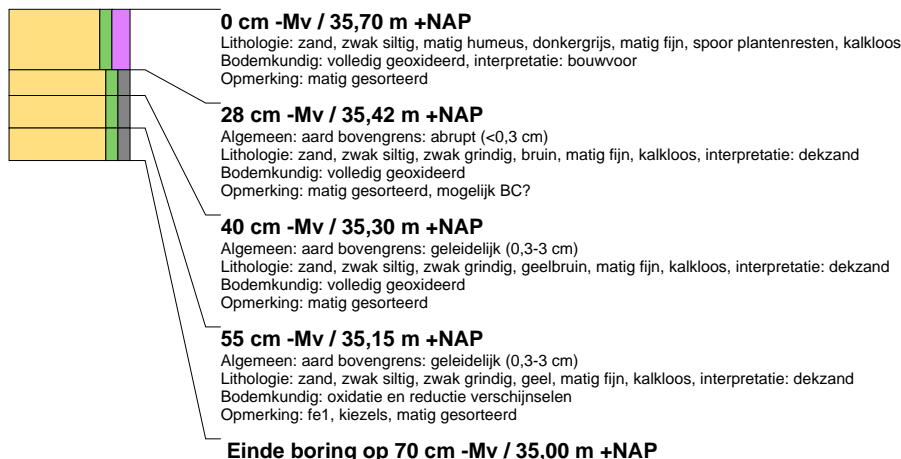 0 cm -Mv / 35,70 m +NAP
Lithologie: zand, zwak siltig, matig humeus, donkergrijs, matig fijn, spoor plantenresten, kalkloos
Bodemkundig: volledig geoxideerd, interpretatie: bouwvoor
Opmerking: matig gesorteerd
28 cm -Mv / 35,42 m +NAP
Algemeen: aard bovengrens: abrupt (<0,3 cm)
Lithologie: zand, zwak siltig, zwak grindig, bruin, matig fijn, kalkloos, interpretatie: dekzand
Bodemkundig: volledig geoxideerd
Opmerking: matig gesorteerd, mogelijk BC?
40 cm -Mv / 35,30 m +NAP
Algemeen: aard bovengrens: geleidelijk (0,3-3 cm)
Lithologie: zand, zwak siltig, zwak grindig, geelbruin, matig fijn, kalkloos, interpretatie: dekzand
Bodemkundig: volledig geoxideerd
Opmerking: matig gesorteerd
55 cm -Mv / 35,15 m +NAP
Algemeen: aard bovengrens: geleidelijk (0,3-3 cm)
Lithologie: zand, zwak siltig, zwak grindig, geel, matig fijn, kalkloos, interpretatie: dekzand
Bodemkundig: oxidatie en reductie verschijnselen
Opmerking: fe1, kiezels, matig gesorteerd
Einde boring op 70 cm -Mv / 35,00 m +NAP